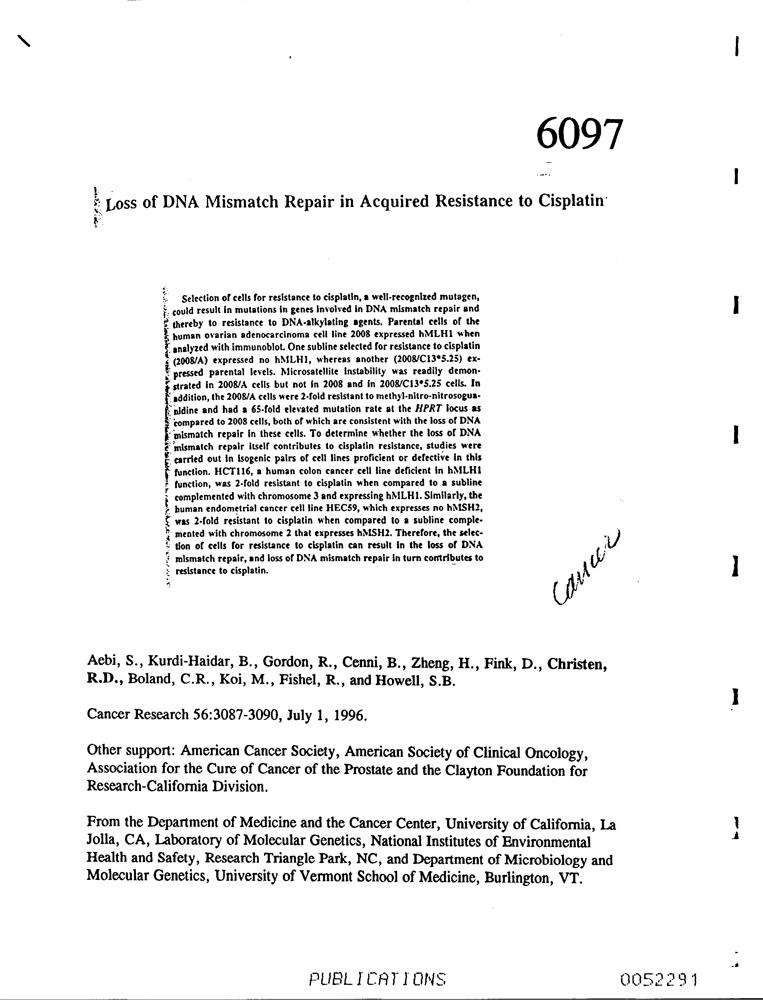 6097
Loss of DNA Mismatch Repair in Acquired Resistance to Cisplatin
Selection of cells for resistance to cisplatin, a well-recognized mutagen,
could result in mutations in genes involved in DNA mismatch repair and
thereby to resistance to DNA-alkylating agents. Parental cells of the
human ovarian adenocarcinoma cell line 2008 expressed hMLH1 when
analyzed with immunoblot. One subline selected for resistance to cisplatin
(2008/A) expressed no hMLH1, whereas another (2008/C13*5.25) ex-
pressed parental levels. Microsatellite instability was readily demon-
strated in 2008/A cells but not in 2008 and in 2008/C13*5.25 cells. In
addition, the 2008/A cells were 2-fold resistant to methyl-nitro-nitrosogua-
nidine and had a 65-fold elevated mutation rate at the HPRT locus as
compared to 2008 cells, both of which are consistent with the loss of DNA
mismatch repair in these cells. To determine whether the loss of DNA
mismatch repair itself contributes to cisplatin resistance, studies were
carried out in isogenic pairs of cell lines proficient or defective in this
function. HCT116, a human colon cancer cell line deficient in hMLH1
function, was 2-fold resistant to cisplatin when compared to a subline
complemented with chromosome 3 and expressing hMLH1. Similarly, the
human endometrial cancer cell line HEC59, which expresses no hMSH2,
was 2-fold resistant to cisplatin when compared to a subline comple-
mented with chromosome 2 that expresses hMSH2. Therefore, the selec-
tion of cells for resistance to cisplatin can result in the loss of DNA
mismatch repair, and loss of DNA mismatch repair in turn contributes to
resistance to cisplatin.
Cancer
Aebi, S., Kurdi-Haidar, B., Gordon, R., Cenni, B., Zheng, H., Fink, D., Christen,
R.D., Boland, C.R., Koi, M., Fishel, R., and Howell, S.B.
Cancer Research 56:3087-3090, July 1, 1996.
Other support: American Cancer Society, American Society of Clinical Oncology,
Association for the Cure of Cancer of the Prostate and the Clayton Foundation for
Research-California Division.
From the Department of Medicine and the Cancer Center, University of California, La
Jolla, CA, Laboratory of Molecular Genetics, National Institutes of Environmental
Health and Safety, Research Triangle Park, NC, and Department of Microbiology and
Molecular Genetics, University of Vermont School of Medicine, Burlington, VT.
PUBLICATIONS
0052291